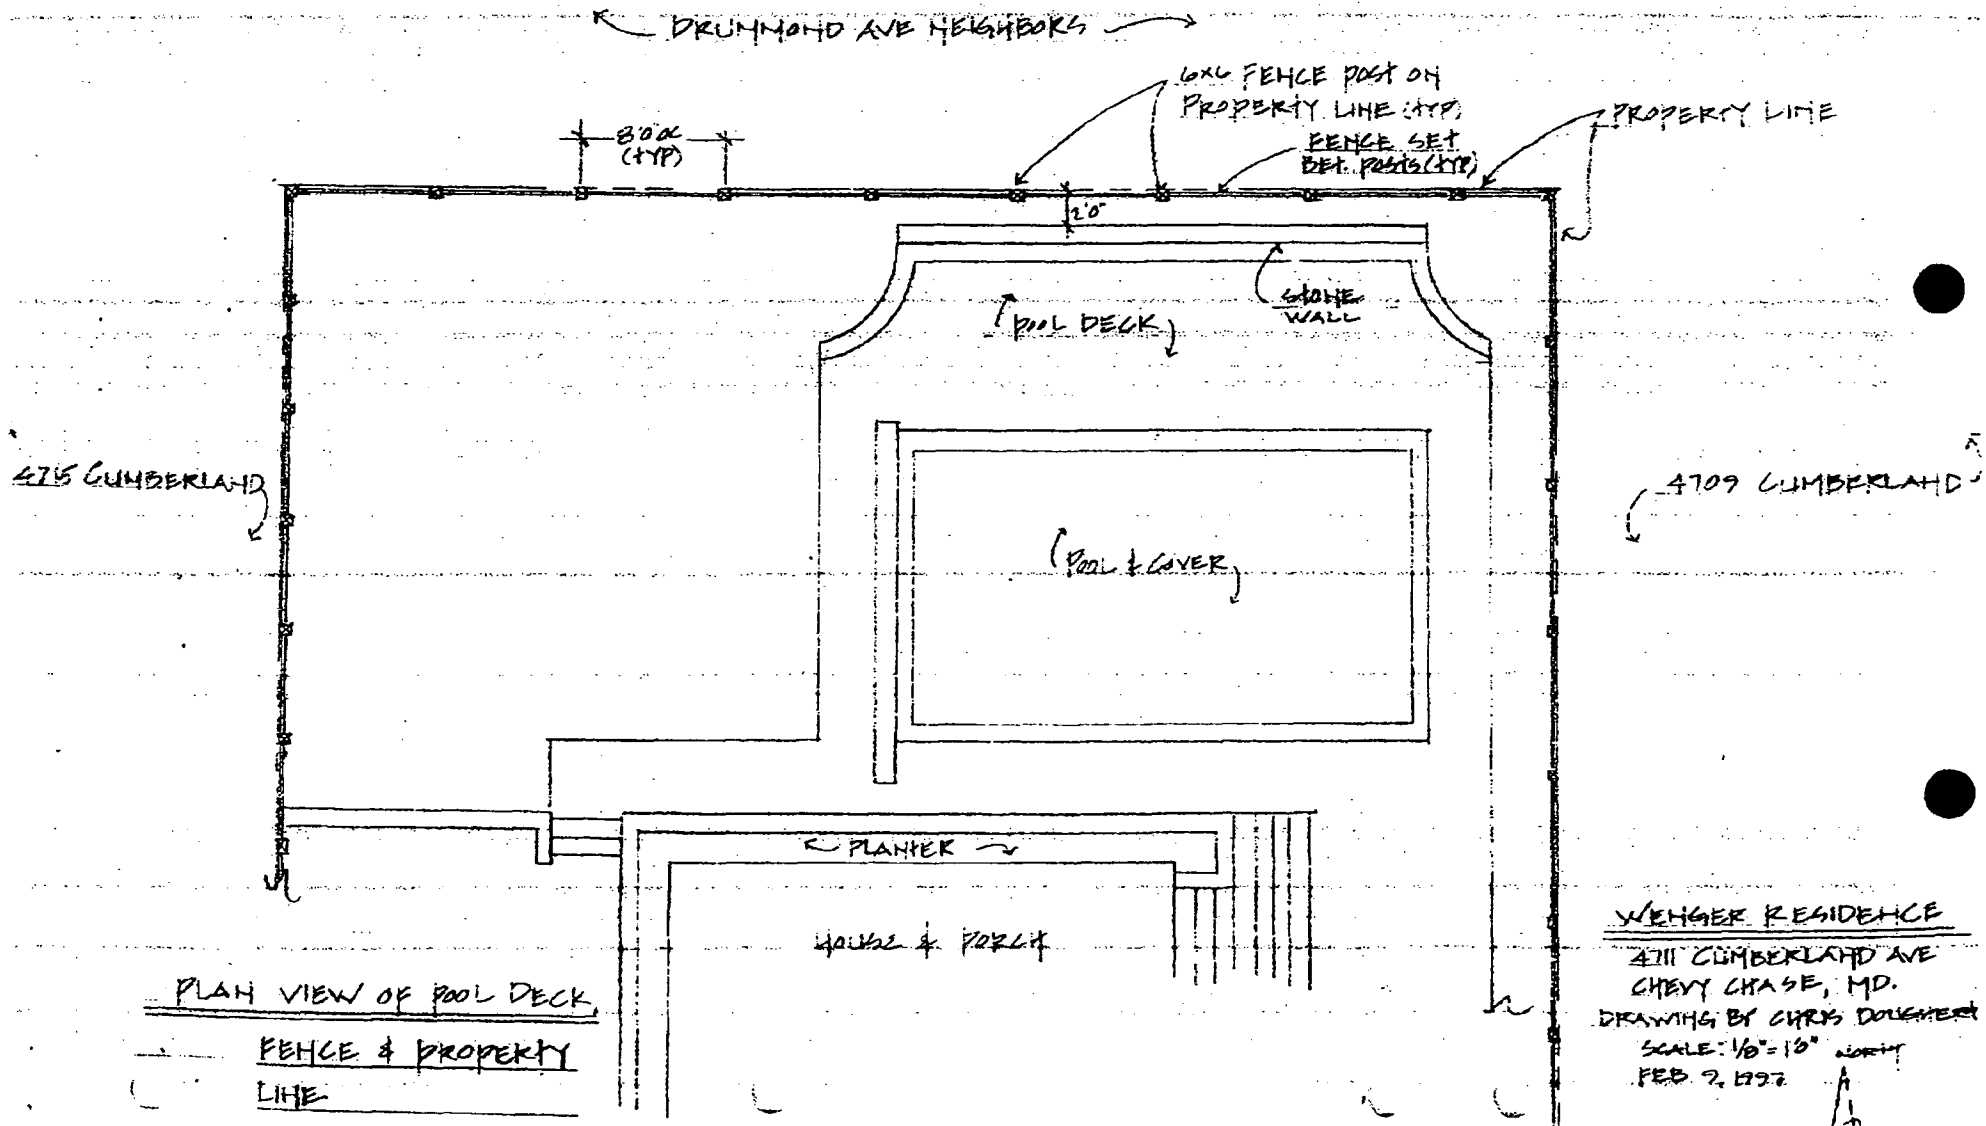 DRUMMOND AVE NEIGHBORS
6x6 FENCE POST ON
PROPERTY LINE (TYP)
FENCE SET
BET. POSTS (TYP)
PROPERTY LINE
8'0" OC
(TYP)
2'0"
STONE
WALL
POOL DECK
4715 CUMBERLAND
4709 CUMBERLAND
POOL & COVER
PLANTER
HOUSE & PORCH
PLAN VIEW OF POOL DECK
FENCE & PROPERTY
LINE
WENGER RESIDENCE
4711 CUMBERLAND AVE
CHEVY CHASE, MD.
DRAWING BY CHRIS
SCALE: 1/8" = 1'0"
NORTH
FEB 9, 1997